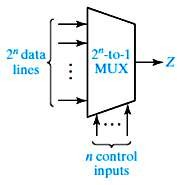 2ⁿ data
lines
2ⁿ-to-1
MUX
Z
n control
inputs